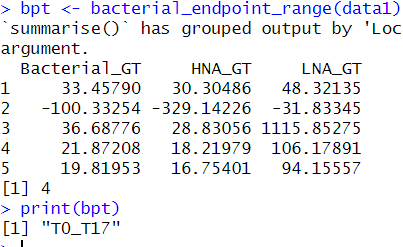 > bpt <- bacterial_endpoint_range(data1)
`summarise()` has grouped output by 'Loc
argument.
  Bacterial_GT     HNA_GT     LNA_GT
1     33.45790   30.30486   48.32135
2   -100.33254 -329.14226  -31.83345
3     36.68776   28.83056 1115.85275
4     21.87208   18.21979  106.17891
5     19.81953   16.75401   94.15557
[1] 4
> print(bpt)
[1] "T0_T17"